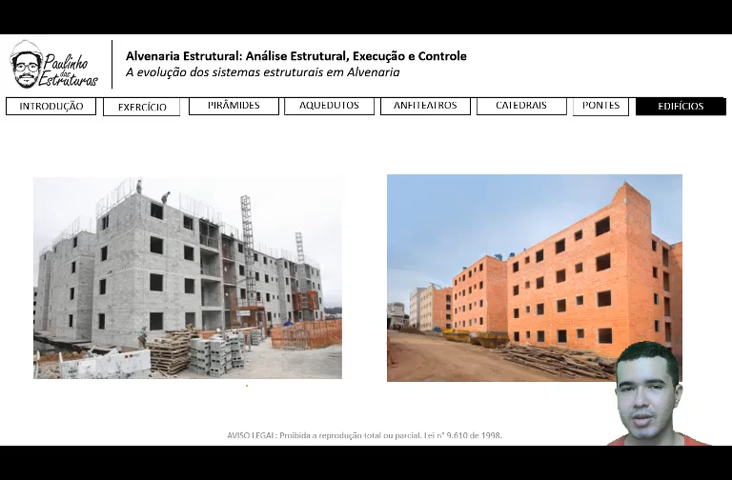 Paulinho
das
Estruturas
Alvenaria Estrutural: Análise Estrutural, Execução e Controle
A evolução dos sistemas estruturais em Alvenaria
INTRODUÇÃO
EXERCÍCIO
PIRÂMIDES
AQUEDUTOS
ANFITEATROS
CATEDRAIS
PONTES
EDIFÍCIOS
AVISO LEGAL: Proibida a reprodução total ou parcial. Lei n° 9.610 de 1998.